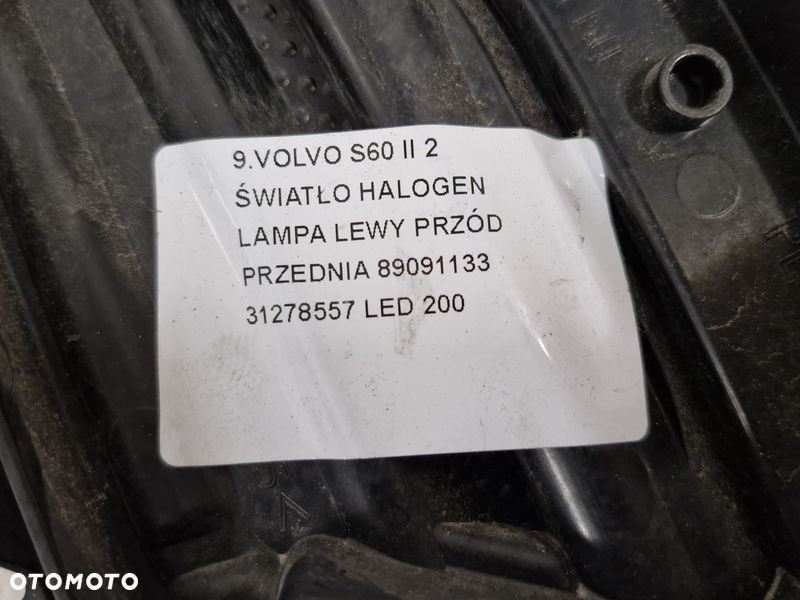 9.VOLVO S60 II 2
ŚWIATŁO HALOGEN
LAMPA LEWY PRZÓD
PRZEDNIA 89091133
31278557 LED 200
OTOMOTO